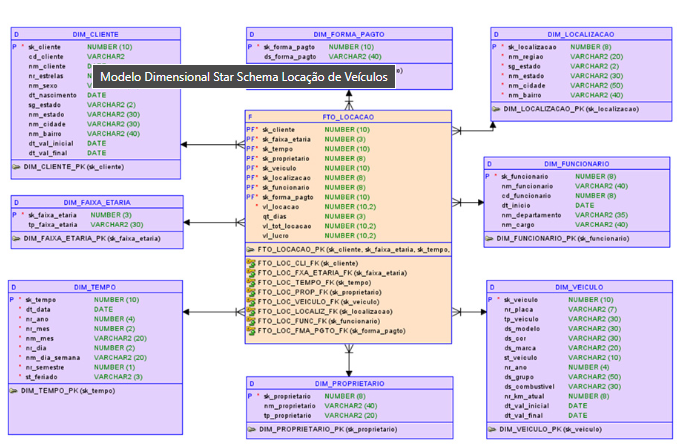 D DIM_CLIENTE
P * sk_cliente NUMBER (10)
cd_cliente VARCHAR2
nm_cliente
nr_estrelas
nm_sexo
dt_nascimento DATE
sg_estado VARCHAR2 (2)
nm_estado VARCHAR2 (30)
nm_cidade VARCHAR2 (30)
nm_bairro VARCHAR2 (40)
dt_val_inicial DATE
dt_val_final DATE
DIM_CLIENTE_PK (sk_cliente)
D DIM_FORMA_PAGTO
P * sk_forma_pagto NUMBER (10)
ds_forma_pagto VARCHAR2 (40)
Modelo Dimensional Star Schema Locação de Veículos
D DIM_LOCALIZACAO
P * sk_localizacao NUMBER (8)
nm_regiao VARCHAR2 (20)
sg_estado VARCHAR2 (2)
nm_estado VARCHAR2 (30)
nm_cidade VARCHAR2 (50)
nm_bairro VARCHAR2 (40)
DIM_LOCALIZACAO_PK (sk_localizacao)
F FTO_LOCACAO
PF* sk_cliente NUMBER (10)
PF* sk_faixa_etaria NUMBER (3)
PF* sk_tempo NUMBER (10)
PF* sk_proprietario NUMBER (8)
PF* sk_veiculo NUMBER (10)
PF* sk_localizacao NUMBER (8)
PF* sk_funcionario NUMBER (8)
PF* sk_forma_pagto NUMBER (10)
* vl_locacao NUMBER (10,2)
qt_dias NUMBER (3)
vl_tot_locacao NUMBER (10,2)
vl_lucro NUMBER (10,2)
FTO_LOCACAO_PK (sk_cliente, sk_faixa_etaria, sk_tempo,
FTO_LOC_CLI_FK (sk_cliente)
FTO_LOC_FXA_ETARIA_FK (sk_faixa_etaria)
FTO_LOC_TEMPO_FK (sk_tempo)
FTO_LOC_PROP_FK (sk_proprietario)
FTO_LOC_VEICULO_FK (sk_veiculo)
FTO_LOC_LOCALIZ_FK (sk_localizacao)
FTO_LOC_FUNC_FK (sk_funcionario)
FTO_LOC_FMA_PGTO_FK (sk_forma_pagto)
D DIM_FUNCIONARIO
P * sk_funcionario NUMBER (8)
nm_funcionario VARCHAR2 (40)
cd_funcionario NUMBER (8)
dt_inicio DATE
nm_departamento VARCHAR2 (35)
nm_cargo VARCHAR2 (40)
DIM_FUNCIONARIO_PK (sk_funcionario)
D DIM_FAIXA_ETARIA
P * sk_faixa_etaria NUMBER (3)
tp_faixa_etaria VARCHAR2 (30)
DIM_FAIXA_ETARIA_PK (sk_faixa_etaria)
D DIM_TEMPO
P * sk_tempo NUMBER (10)
dt_data DATE
nr_ano NUMBER (4)
nr_mes NUMBER (2)
nm_mes VARCHAR2 (20)
nr_dia NUMBER (2)
nm_dia_semana VARCHAR2 (20)
nr_semestre NUMBER (1)
st_feriado VARCHAR2 (3)
DIM_TEMPO_PK (sk_tempo)
D DIM_PROPRIETARIO
P * sk_proprietario NUMBER (8)
nm_proprietario VARCHAR2 (40)
tp_proprietario VARCHAR2 (20)
DIM_PROPRIETARIO_PK (sk_proprietario)
D DIM_VEICULO
P * sk_veiculo NUMBER (10)
nr_placa VARCHAR2 (7)
tp_veiculo VARCHAR2 (30)
ds_modelo VARCHAR2 (30)
ds_cor VARCHAR2 (30)
ds_marca VARCHAR2 (20)
st_veiculo VARCHAR2 (10)
nr_ano NUMBER (4)
ds_grupo VARCHAR2 (50)
ds_combustivel VARCHAR2 (30)
nr_km_atual NUMBER (8)
dt_val_inicial DATE
dt_val_final DATE
DIM_VEICULO_PK (sk_veiculo)